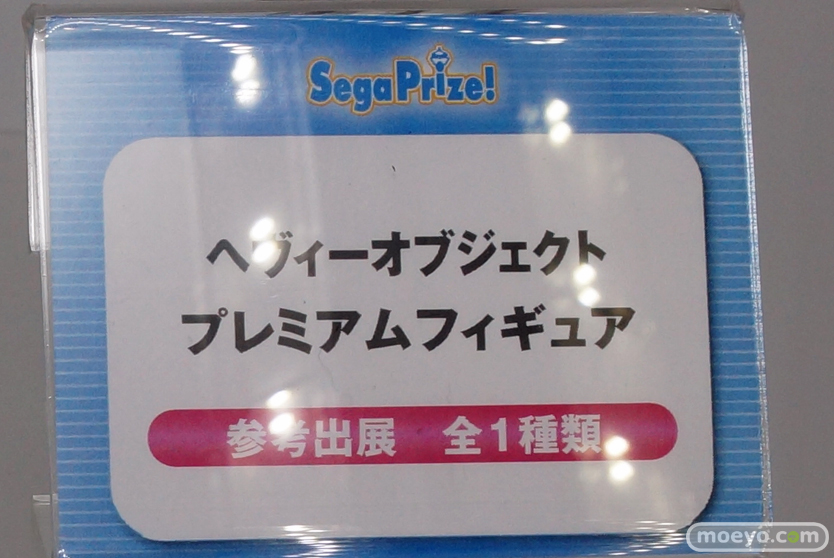 SegaPrize!
ヘヴィーオブジェクト
プレミアムフィギュア
参考出展　全1種類
moeyo.com